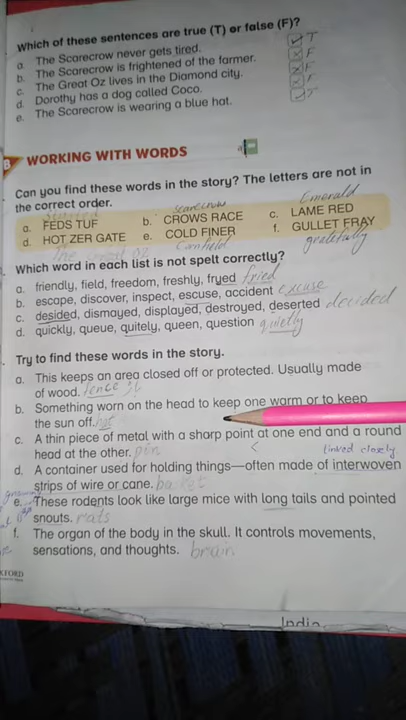 Which of these sentences are true (T) or false (F)?
a. The Scarecrow never gets tired. T
b. The Scarecrow is frightened of the farmer. F
c. The Great Oz lives in the Diamond city. F
d. Dorothy has a dog called Coco. F
e. The Scarecrow is wearing a blue hat. T
B WORKING WITH WORDS
Can you find these words in the story? The letters are not in
the correct order. scarecrow Emerald
a. FEDS TUF b. CROWS RACE c. LAME RED
d. HOT ZER GATE e. COLD FINER f. GULLET FRAY
The great oz gratefully
Which word in each list is not spelt correctly?
a. friendly, field, freedom, freshly, fryed fried
b. escape, discover, inspect, escuse, accident excuse
c. desided, dismayed, displayed, destroyed, deserted decided
d. quickly, queue, quitely, queen, question quietly
Try to find these words in the story.
a. This keeps an area closed off or protected. Usually made
of wood. fence
b. Something worn on the head to keep one warm or to keep
the sun off. hat
c. A thin piece of metal with a sharp point at one end and a round
head at the other. pin linked closely
d. A container used for holding things—often made of interwoven
strips of wire or cane. basket
e. These rodents look like large mice with long tails and pointed
snouts. rats
f. The organ of the body in the skull. It controls movements,
sensations, and thoughts. brain
OXFORD
India